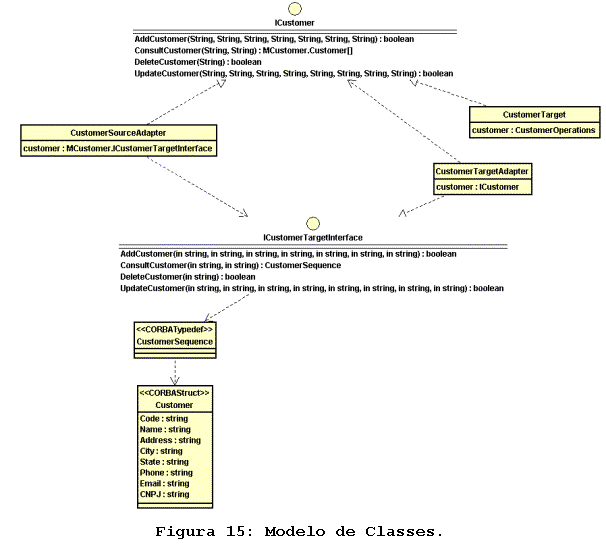 ICustomer
AddCustomer(String, String, String, String, String, String, String) : boolean
ConsultCustomer(String, String) : MCustomer.Customer[]
DeleteCustomer(String) : boolean
UpdateCustomer(String, String, String, String, String, String, String, String) : boolean
CustomerTarget
customer : CustomerOperations
CustomerSourceAdapter
customer : MCustomer.ICustomerTargetInterface
CustomerTargetAdapter
customer : ICustomer
ICustomerTargetInterface
AddCustomer(in string, in string, in string, in string, in string, in string, in string) : boolean
ConsultCustomer(in string, in string) : CustomerSequence
DeleteCustomer(in string) : boolean
UpdateCustomer(in string, in string, in string, in string, in string, in string, in string, in string) : boolean
<<CORBATypedef>>
CustomerSequence
<<CORBAStruct>>
Customer
Code : string
Name : string
Address : string
City : string
State : string
Phone : string
Email : string
CNPJ : string
Figura 15: Modelo de Classes.